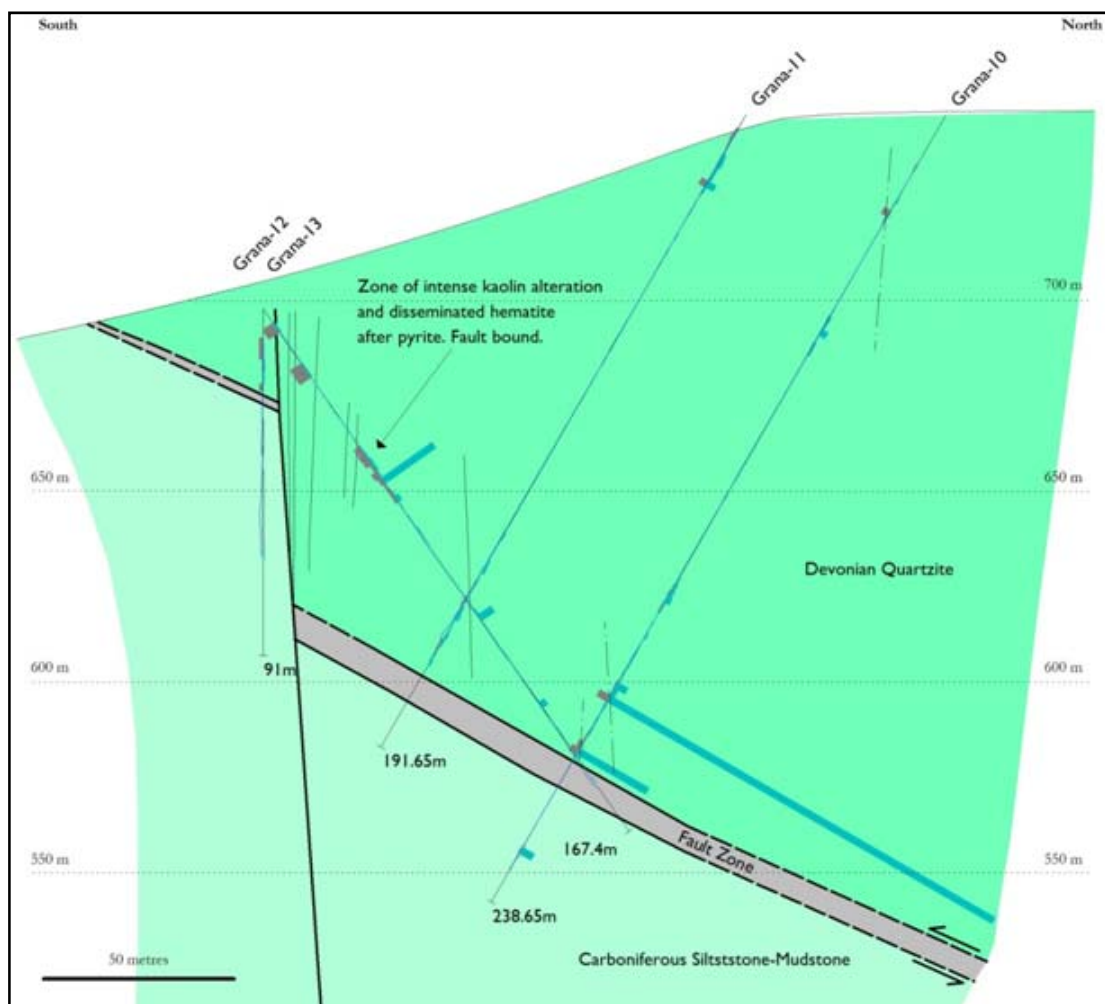 South
North
Grana-11
Grana-10
Grana-12
Grana-13
Zone of intense kaolin alteration
and disseminated hematite
after pyrite. Fault bound.
700 m
650 m
650 m
Devonian Quartzite
600 m
600 m
91m
191.65m
167.4m
Fault Zone
550 m
550 m
238.65m
50 metres
Carboniferous Siltststone-Mudstone